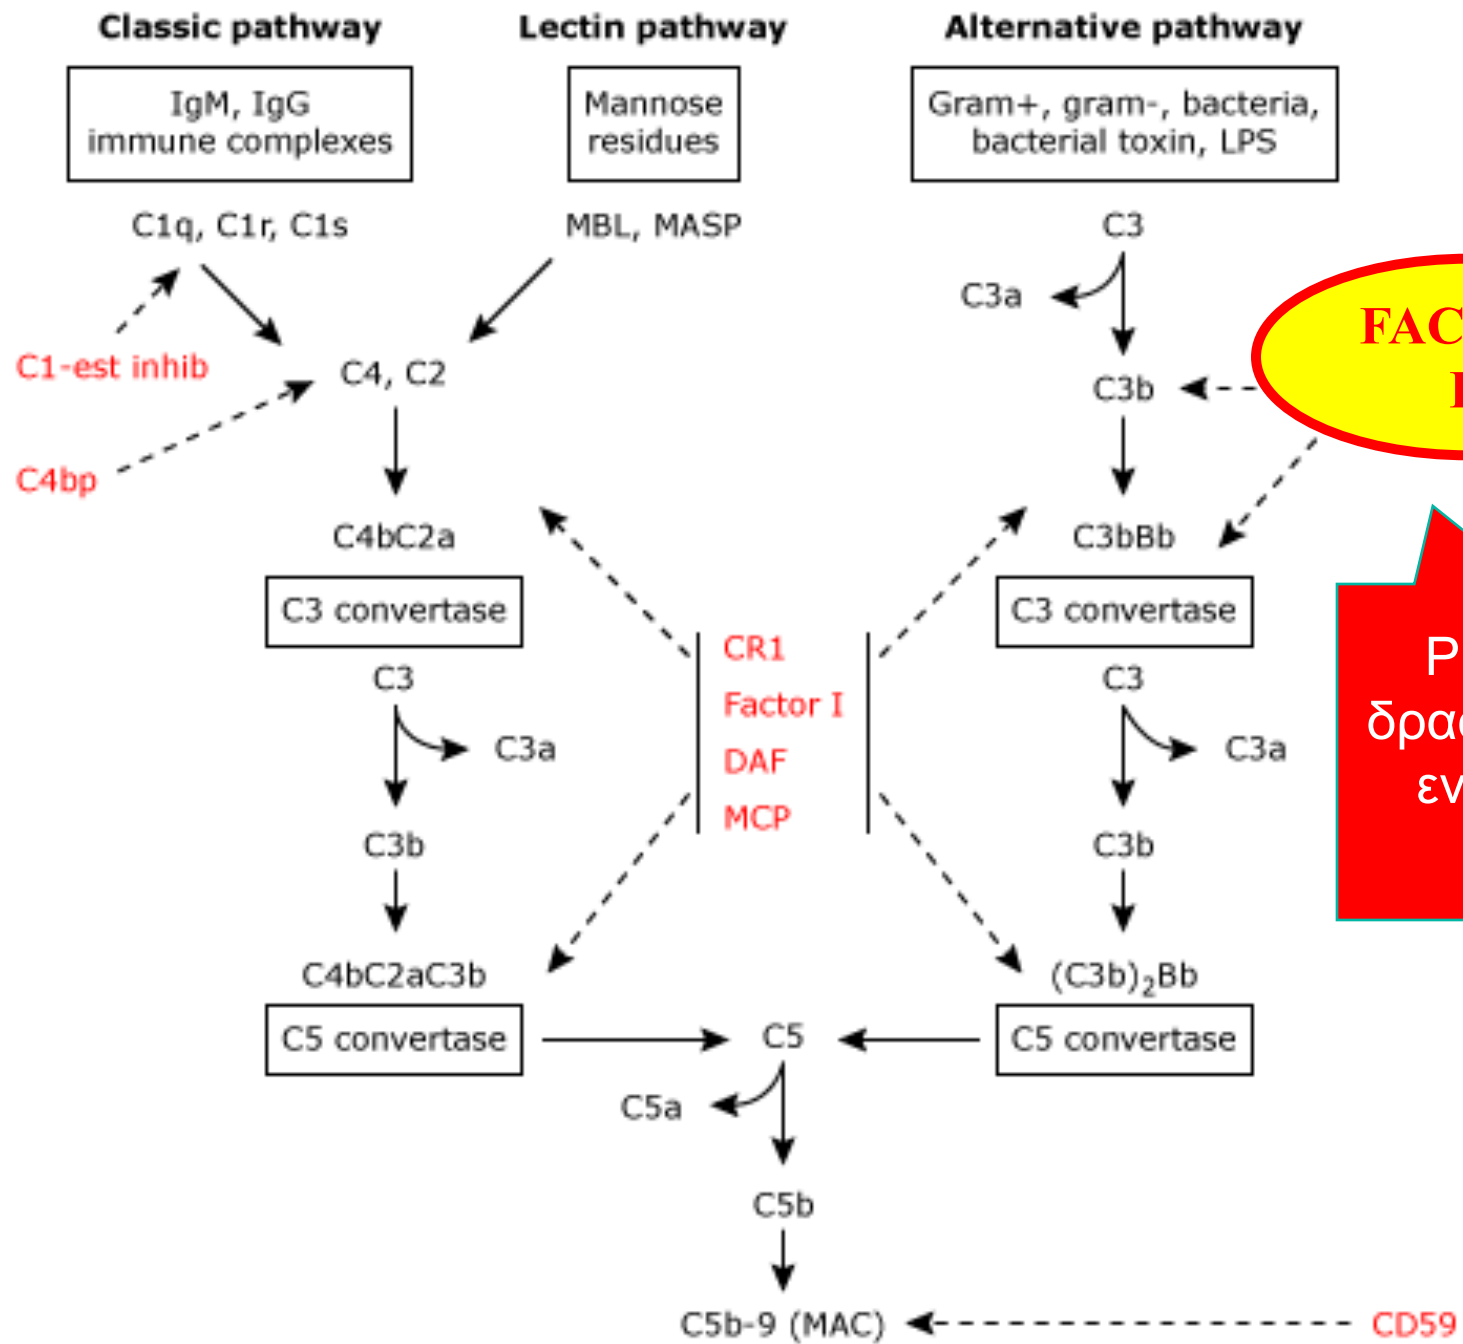 Classic pathway
Lectin pathway
Alternative pathway
IgM, IgG
immune complexes
Mannose
residues
Gram+, gram-, bacteria,
bacterial toxin, LPS
C1q, C1r, C1s
MBL, MASP
C3
C3a
C1-est inhib
C4, C2
C3b
FAC
C4bp
C4bC2a
C3bBb
C3 convertase
C3 convertase
CR1
Factor I
DAF
MCP
C3
C3a
C3
C3a
C3b
C3b
C4bC2aC3b
(C3b)₂Bb
C5 convertase
C5
C5 convertase
C5a
C5b
C5b-9 (MAC)
CD59